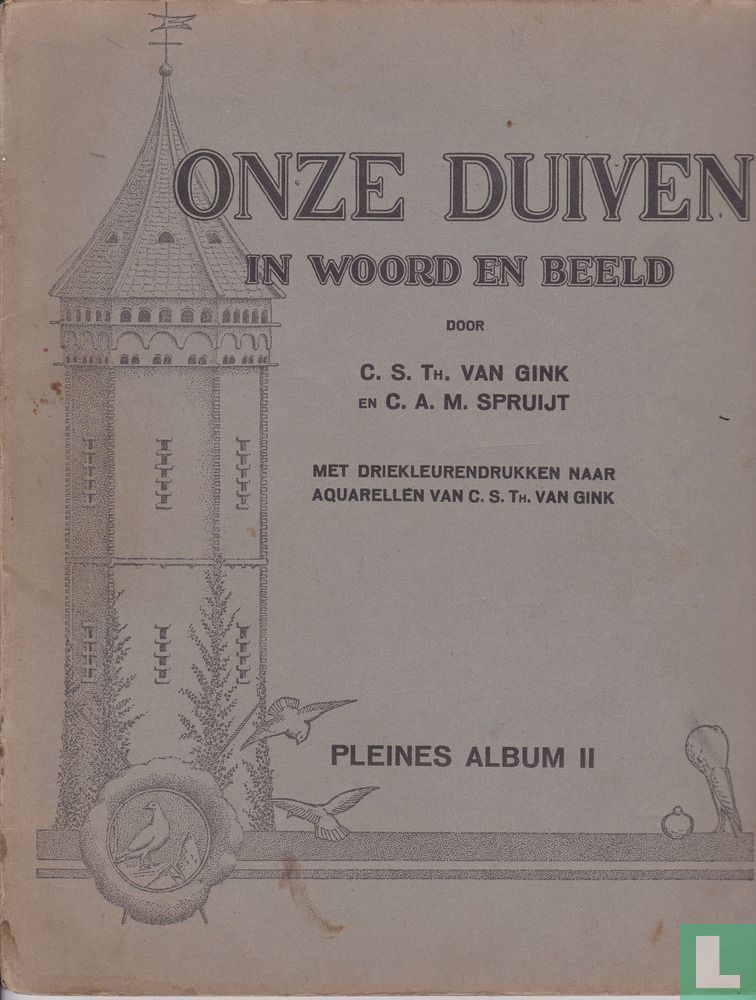 ONZE DUIVEN
IN WOORD EN BEELD
DOOR
C. S. TH. VAN GINK
EN C. A. M. SPRUIJT
MET DRIEKLEURENDRUKKEN NAAR
AQUARELLEN VAN C. S. TH. VAN GINK
PLEINES ALBUM II
L